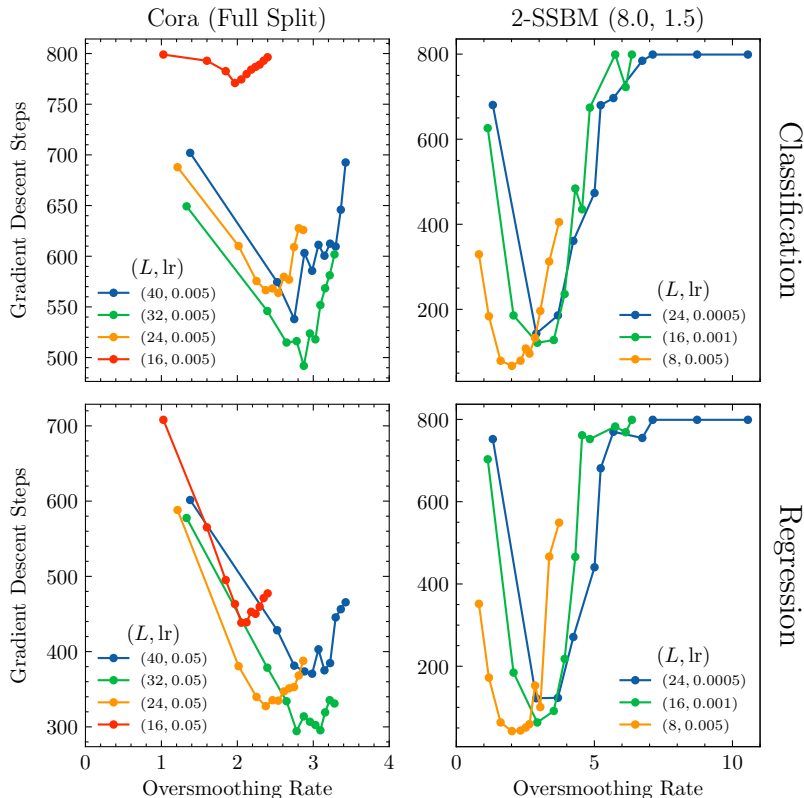 Cora (Full Split)
2-SSBM (8.0, 1.5)
Gradient Descent Steps
800
750
700
650
600
550
500
(L, lr)
(40, 0.005)
(32, 0.005)
(24, 0.005)
(16, 0.005)
800
600
400
200
(L, lr)
(24, 0.0005)
(16, 0.001)
(8, 0.005)
Classification
Gradient Descent Steps
700
600
500
400
300
(L, lr)
(40, 0.05)
(32, 0.05)
(24, 0.05)
(16, 0.05)
0 1 2 3 4
Oversmoothing Rate
800
600
400
200
(L, lr)
(24, 0.0005)
(16, 0.001)
(8, 0.005)
0 5 10
Oversmoothing Rate
Regression